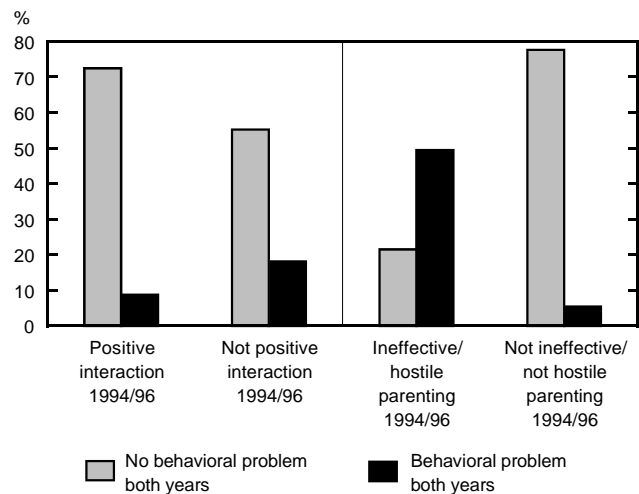 %
80
70
60
50
40
30
20
10
0
Positive
interaction
1994/96
Not positive
interaction
1994/96
Ineffective/
hostile
parenting
1994/96
Not ineffective/
not hostile
parenting
1994/96
No behavioral problem
both years
Behavioral problem
both years